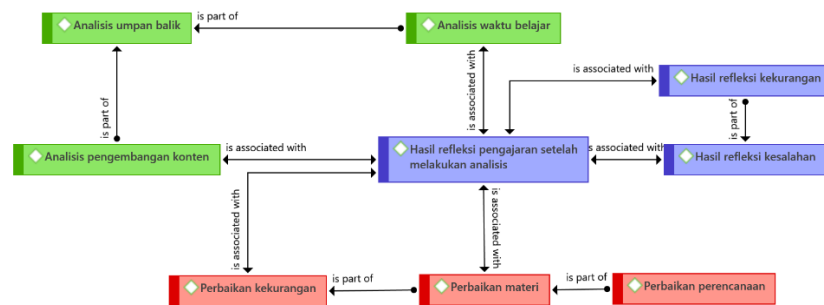 Analisis umpan balik
is part of
Analisis waktu belajar
is part of
is associated with
is associated with
Hasil refleksi kekurangan
is part of
Analisis pengembangan konten
is associated with
Hasil refleksi pengajaran setelah
melakukan analisis
is associated with
Hasil refleksi kesalahan
is associated with
is associated with
Perbaikan kekurangan
is part of
Perbaikan materi
is part of
Perbaikan perencanaan